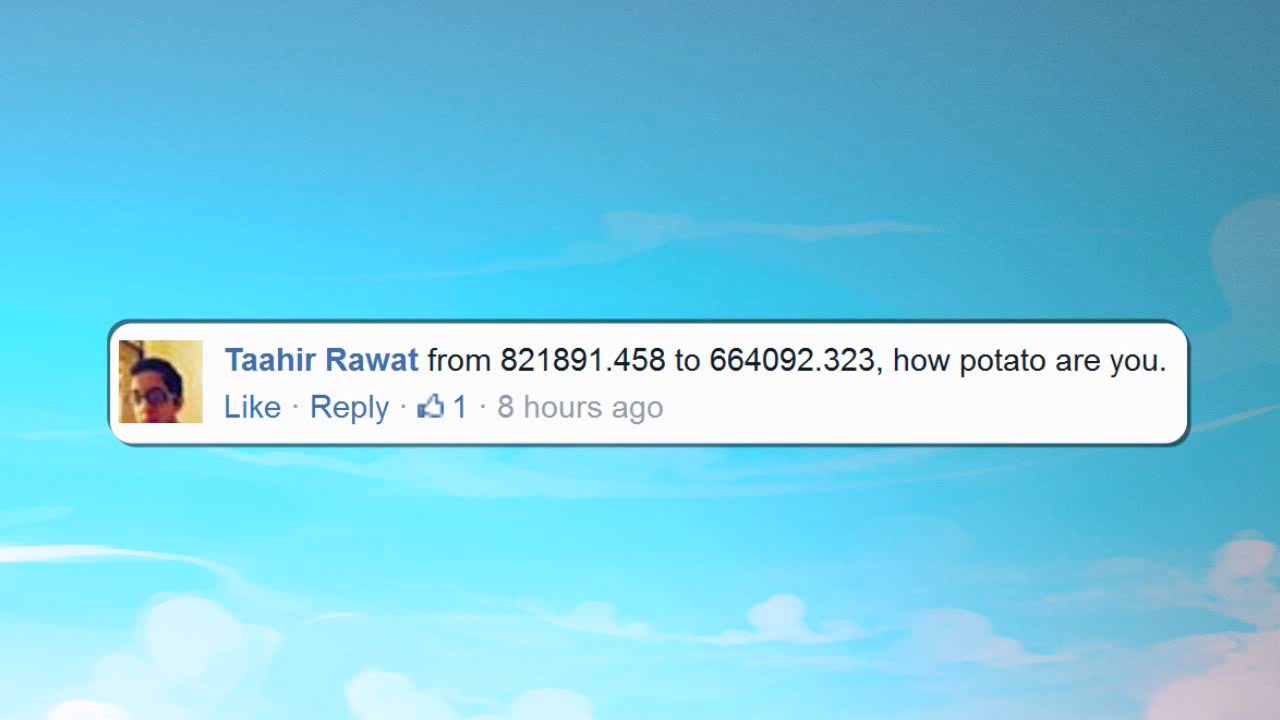 Taahir Rawat from 821891.458 to 664092.323, how potato are you.
Like · Reply · 1 · 8 hours ago